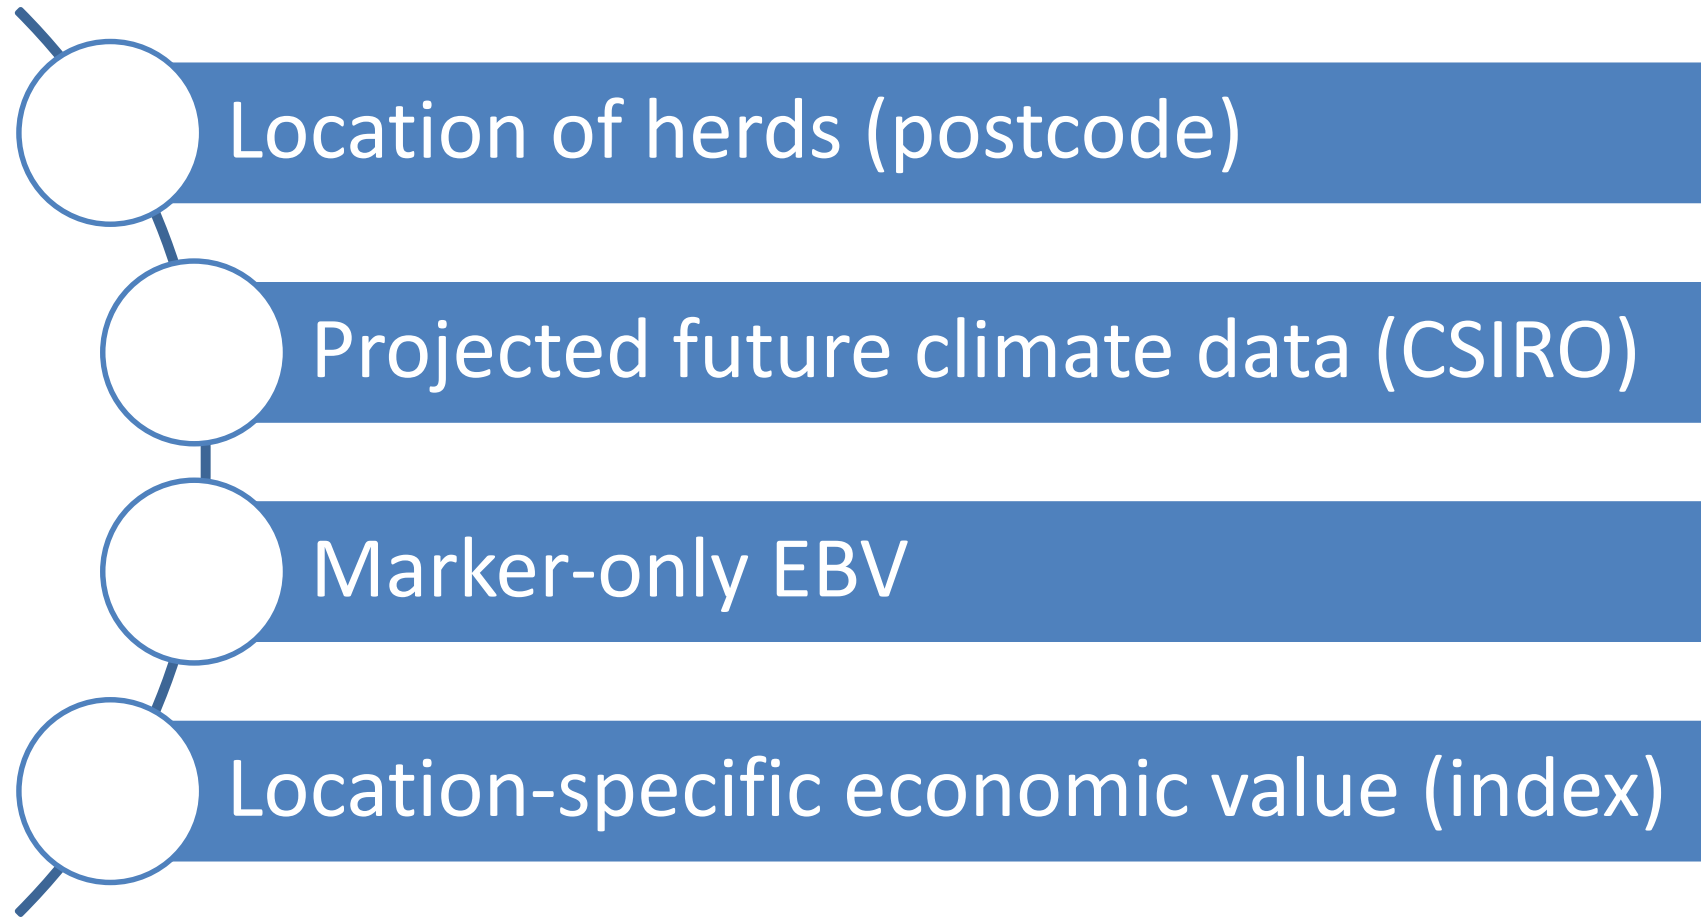 Location of herds (postcode)
Projected future climate data (CSIRO)
Marker-only EBV
Location-specific economic value (index)